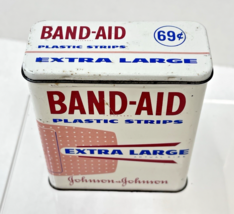 BAND-AID
69¢
PLASTIC STRIPS
EXTRA LARGE
BAND-AID
PLASTIC STRIPS
EXTRA LARGE
Johnson & Johnson